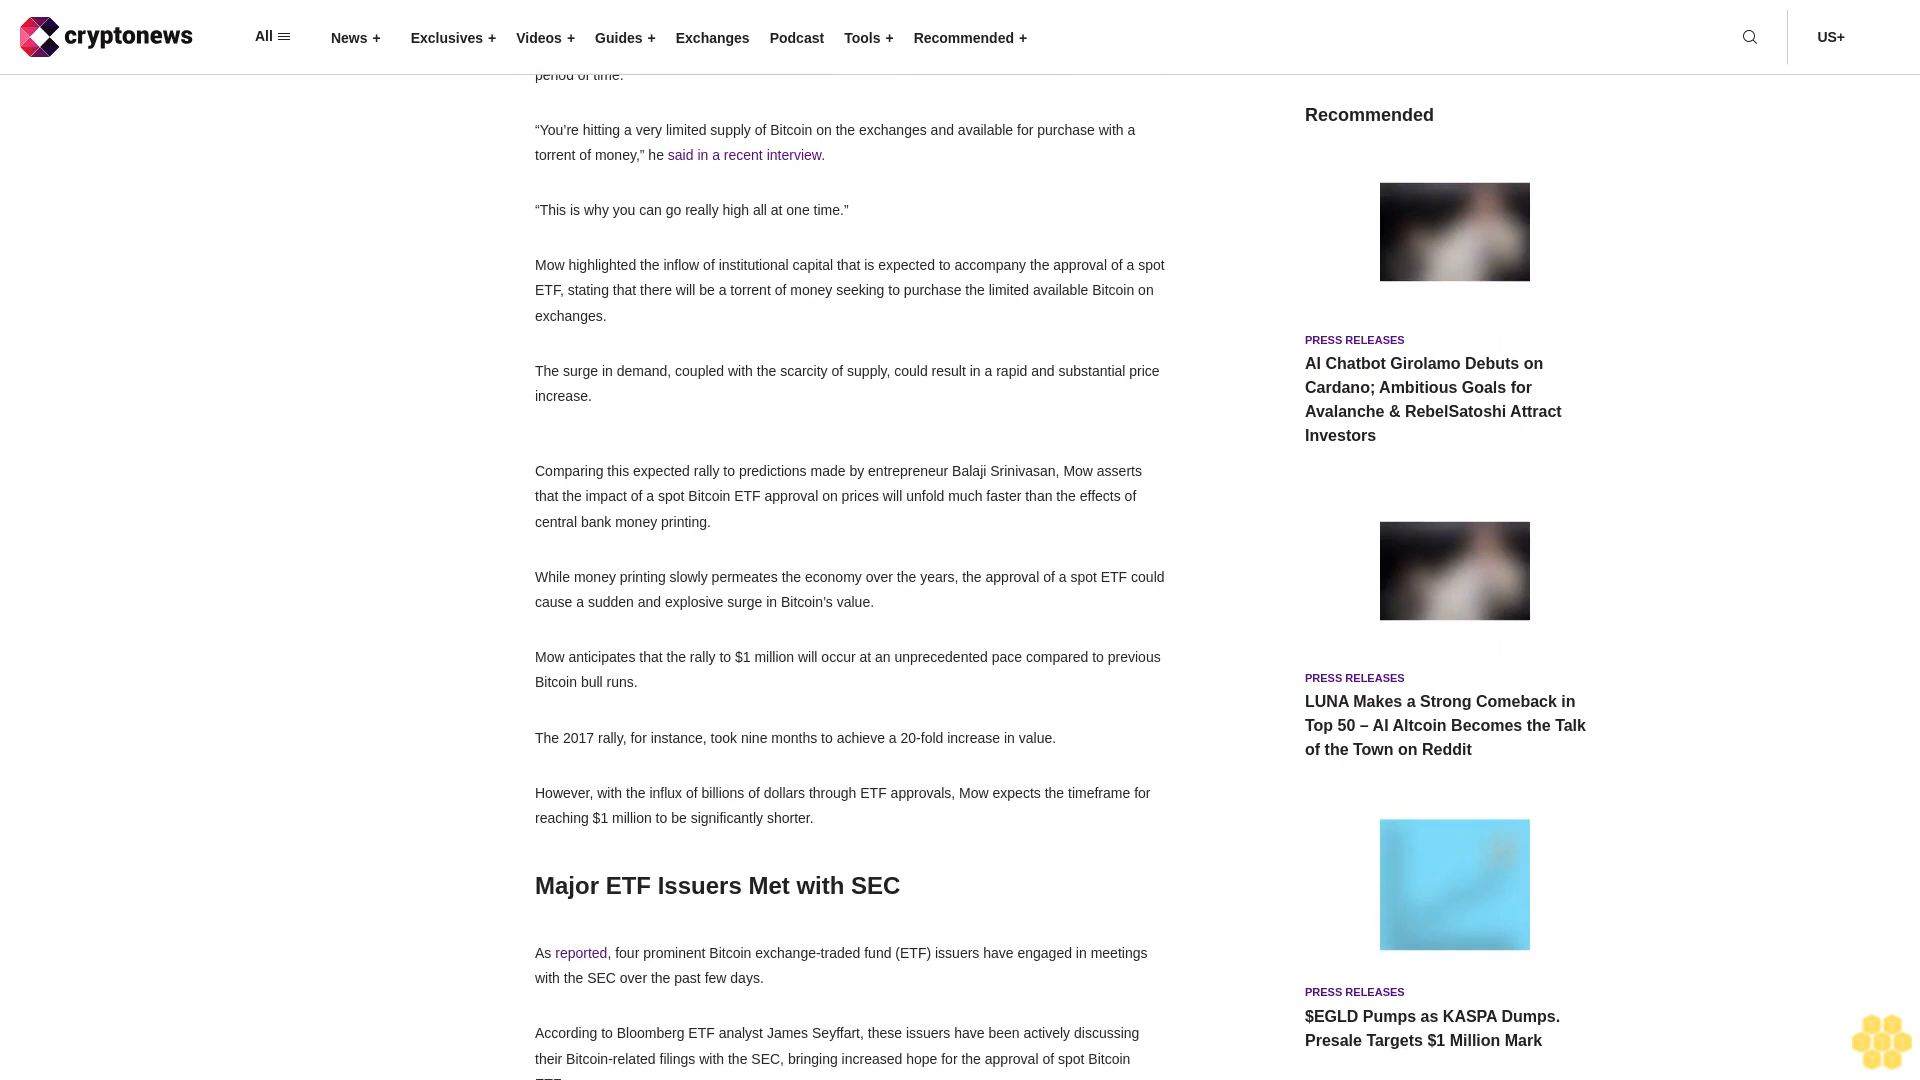 cryptonews
All
News +
Exclusives +
Videos +
Guides +
Exchanges
Podcast
Tools +
Recommended +
US+
period of time.
“You’re hitting a very limited supply of Bitcoin on the exchanges and available for purchase with a
torrent of money,” he said in a recent interview.
“This is why you can go really high all at one time.”
Mow highlighted the inflow of institutional capital that is expected to accompany the approval of a spot
ETF, stating that there will be a torrent of money seeking to purchase the limited available Bitcoin on
exchanges.
The surge in demand, coupled with the scarcity of supply, could result in a rapid and substantial price
increase.
Comparing this expected rally to predictions made by entrepreneur Balaji Srinivasan, Mow asserts
that the impact of a spot Bitcoin ETF approval on prices will unfold much faster than the effects of
central bank money printing.
While money printing slowly permeates the economy over the years, the approval of a spot ETF could
cause a sudden and explosive surge in Bitcoin’s value.
Mow anticipates that the rally to $1 million will occur at an unprecedented pace compared to previous
Bitcoin bull runs.
The 2017 rally, for instance, took nine months to achieve a 20-fold increase in value.
However, with the influx of billions of dollars through ETF approvals, Mow expects the timeframe for
reaching $1 million to be significantly shorter.
Major ETF Issuers Met with SEC
As reported, four prominent Bitcoin exchange-traded fund (ETF) issuers have engaged in meetings
with the SEC over the past few days.
According to Bloomberg ETF analyst James Seyffart, these issuers have been actively discussing
their Bitcoin-related filings with the SEC, bringing increased hope for the approval of spot Bitcoin
Recommended
PRESS RELEASES
AI Chatbot Girolamo Debuts on
Cardano; Ambitious Goals for
Avalanche & RebelSatoshi Attract
Investors
PRESS RELEASES
LUNA Makes a Strong Comeback in
Top 50 – AI Altcoin Becomes the Talk
of the Town on Reddit
PRESS RELEASES
$EGLD Pumps as KASPA Dumps.
Presale Targets $1 Million Mark